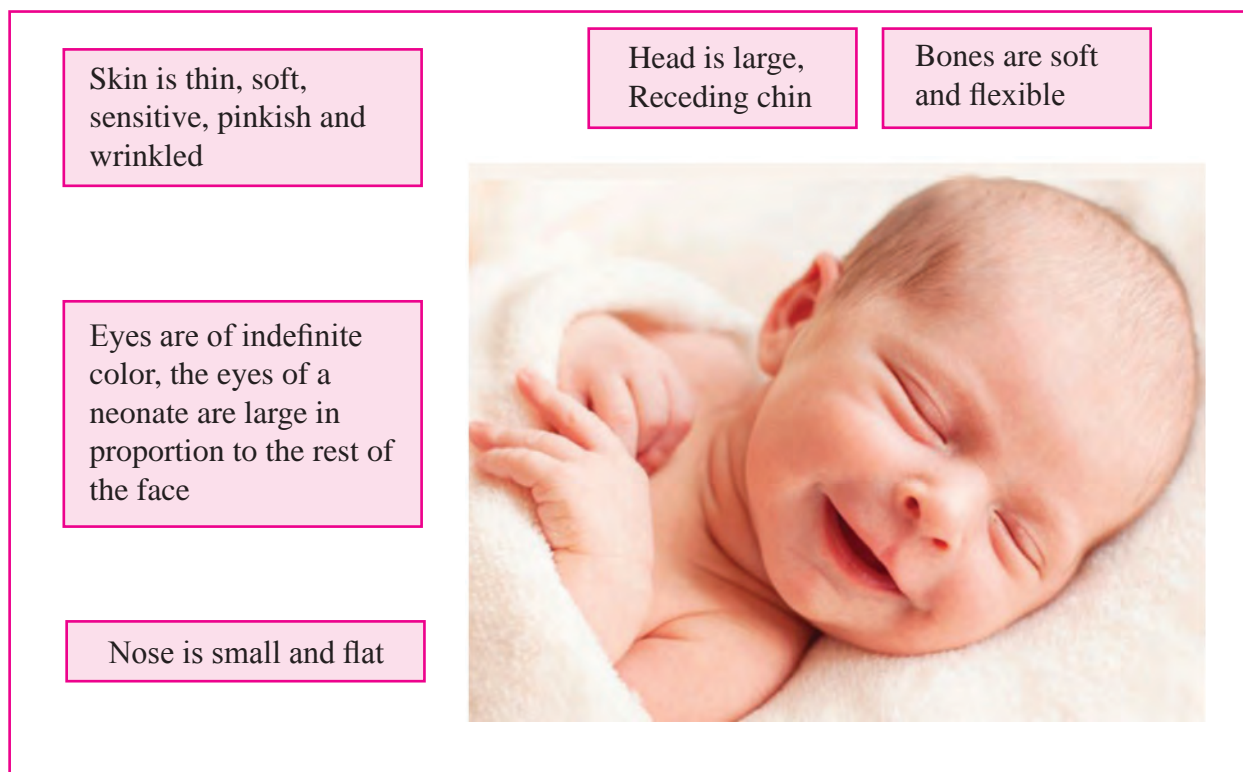 Skin is thin, soft,
sensitive, pinkish and
wrinkled
Head is large,
Receding chin
Bones are soft
and flexible
Eyes are of indefinite
color, the eyes of a
neonate are large in
proportion to the rest of
the face
Nose is small and flat